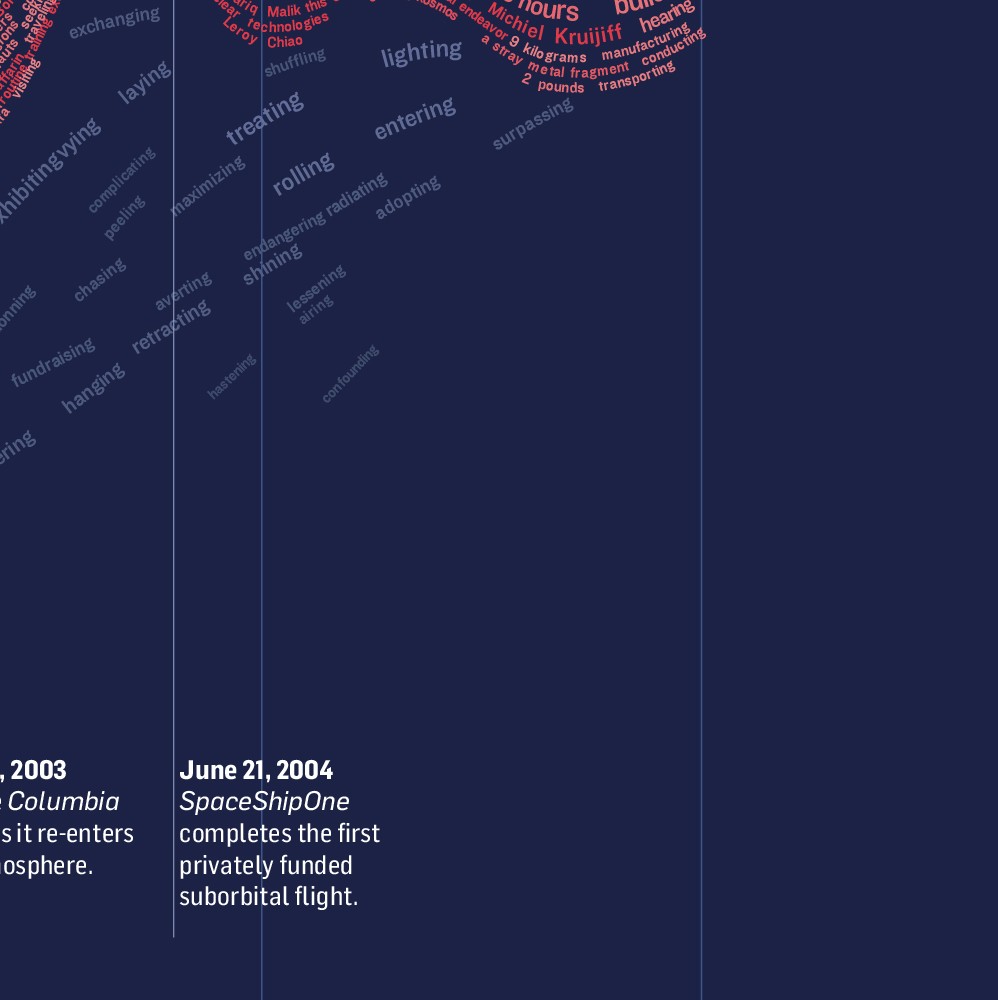 exchanging
Malik this
technologies
Leroy
Chiao
shuffling
lighting
hours
hearing
Michiel Kruijiff
endeavor
9 kilograms
manufacturing
a stray metal fragment
conducting
2 pounds
transporting
visiting
laying
treating
entering
surpassing
vying
complicating
maximizing
rolling
peeling
radiating
adopting
endangering
shining
chasing
averting
lessening
airing
retracting
fundraising
hanging
hastening
confounding
, 2003
Columbia
s it re-enters
osphere.
June 21, 2004
SpaceShipOne
completes the first
privately funded
suborbital flight.